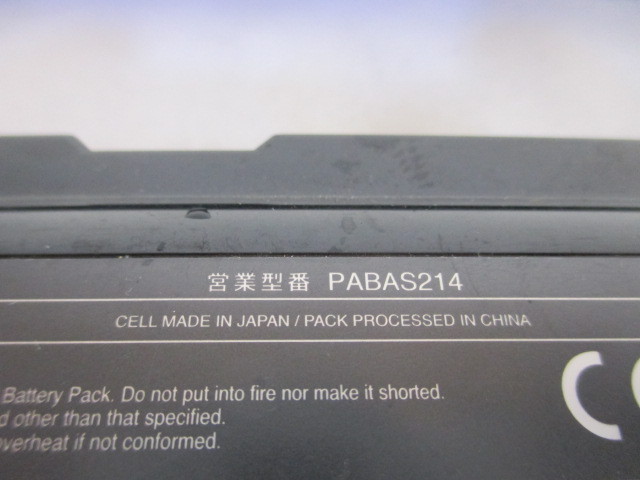 営業型番 PABAS214
CELL MADE IN JAPAN / PACK PROCESSED IN CHINA
Battery Pack. Do not put into fire nor make it shorted.
other than that specified.
overheat if not conformed.